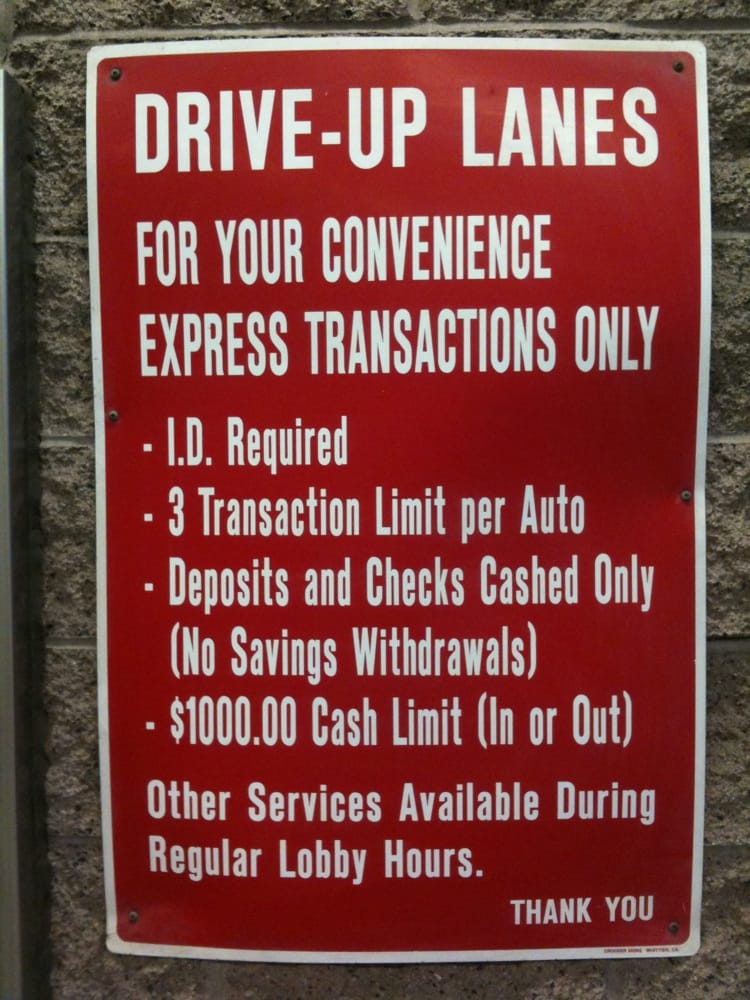 DRIVE-UP LANES
FOR YOUR CONVENIENCE
EXPRESS TRANSACTIONS ONLY
- I.D. Required
- 3 Transaction Limit per Auto
- Deposits and Checks Cashed Only
(No Savings Withdrawals)
- $1000.00 Cash Limit (In or Out)
Other Services Available During
Regular Lobby Hours.
THANK YOU
WHITTIER, CA.